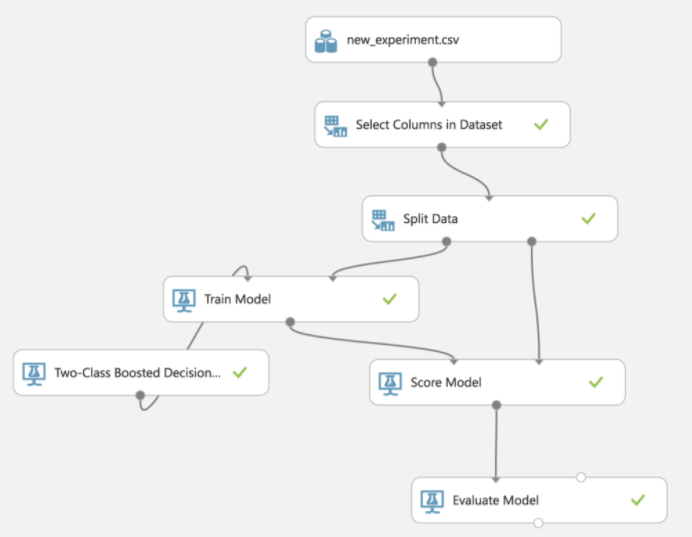 new_experiment.csv
Select Columns in Dataset
Split Data
Train Model
Two-Class Boosted Decision...
Score Model
Evaluate Model